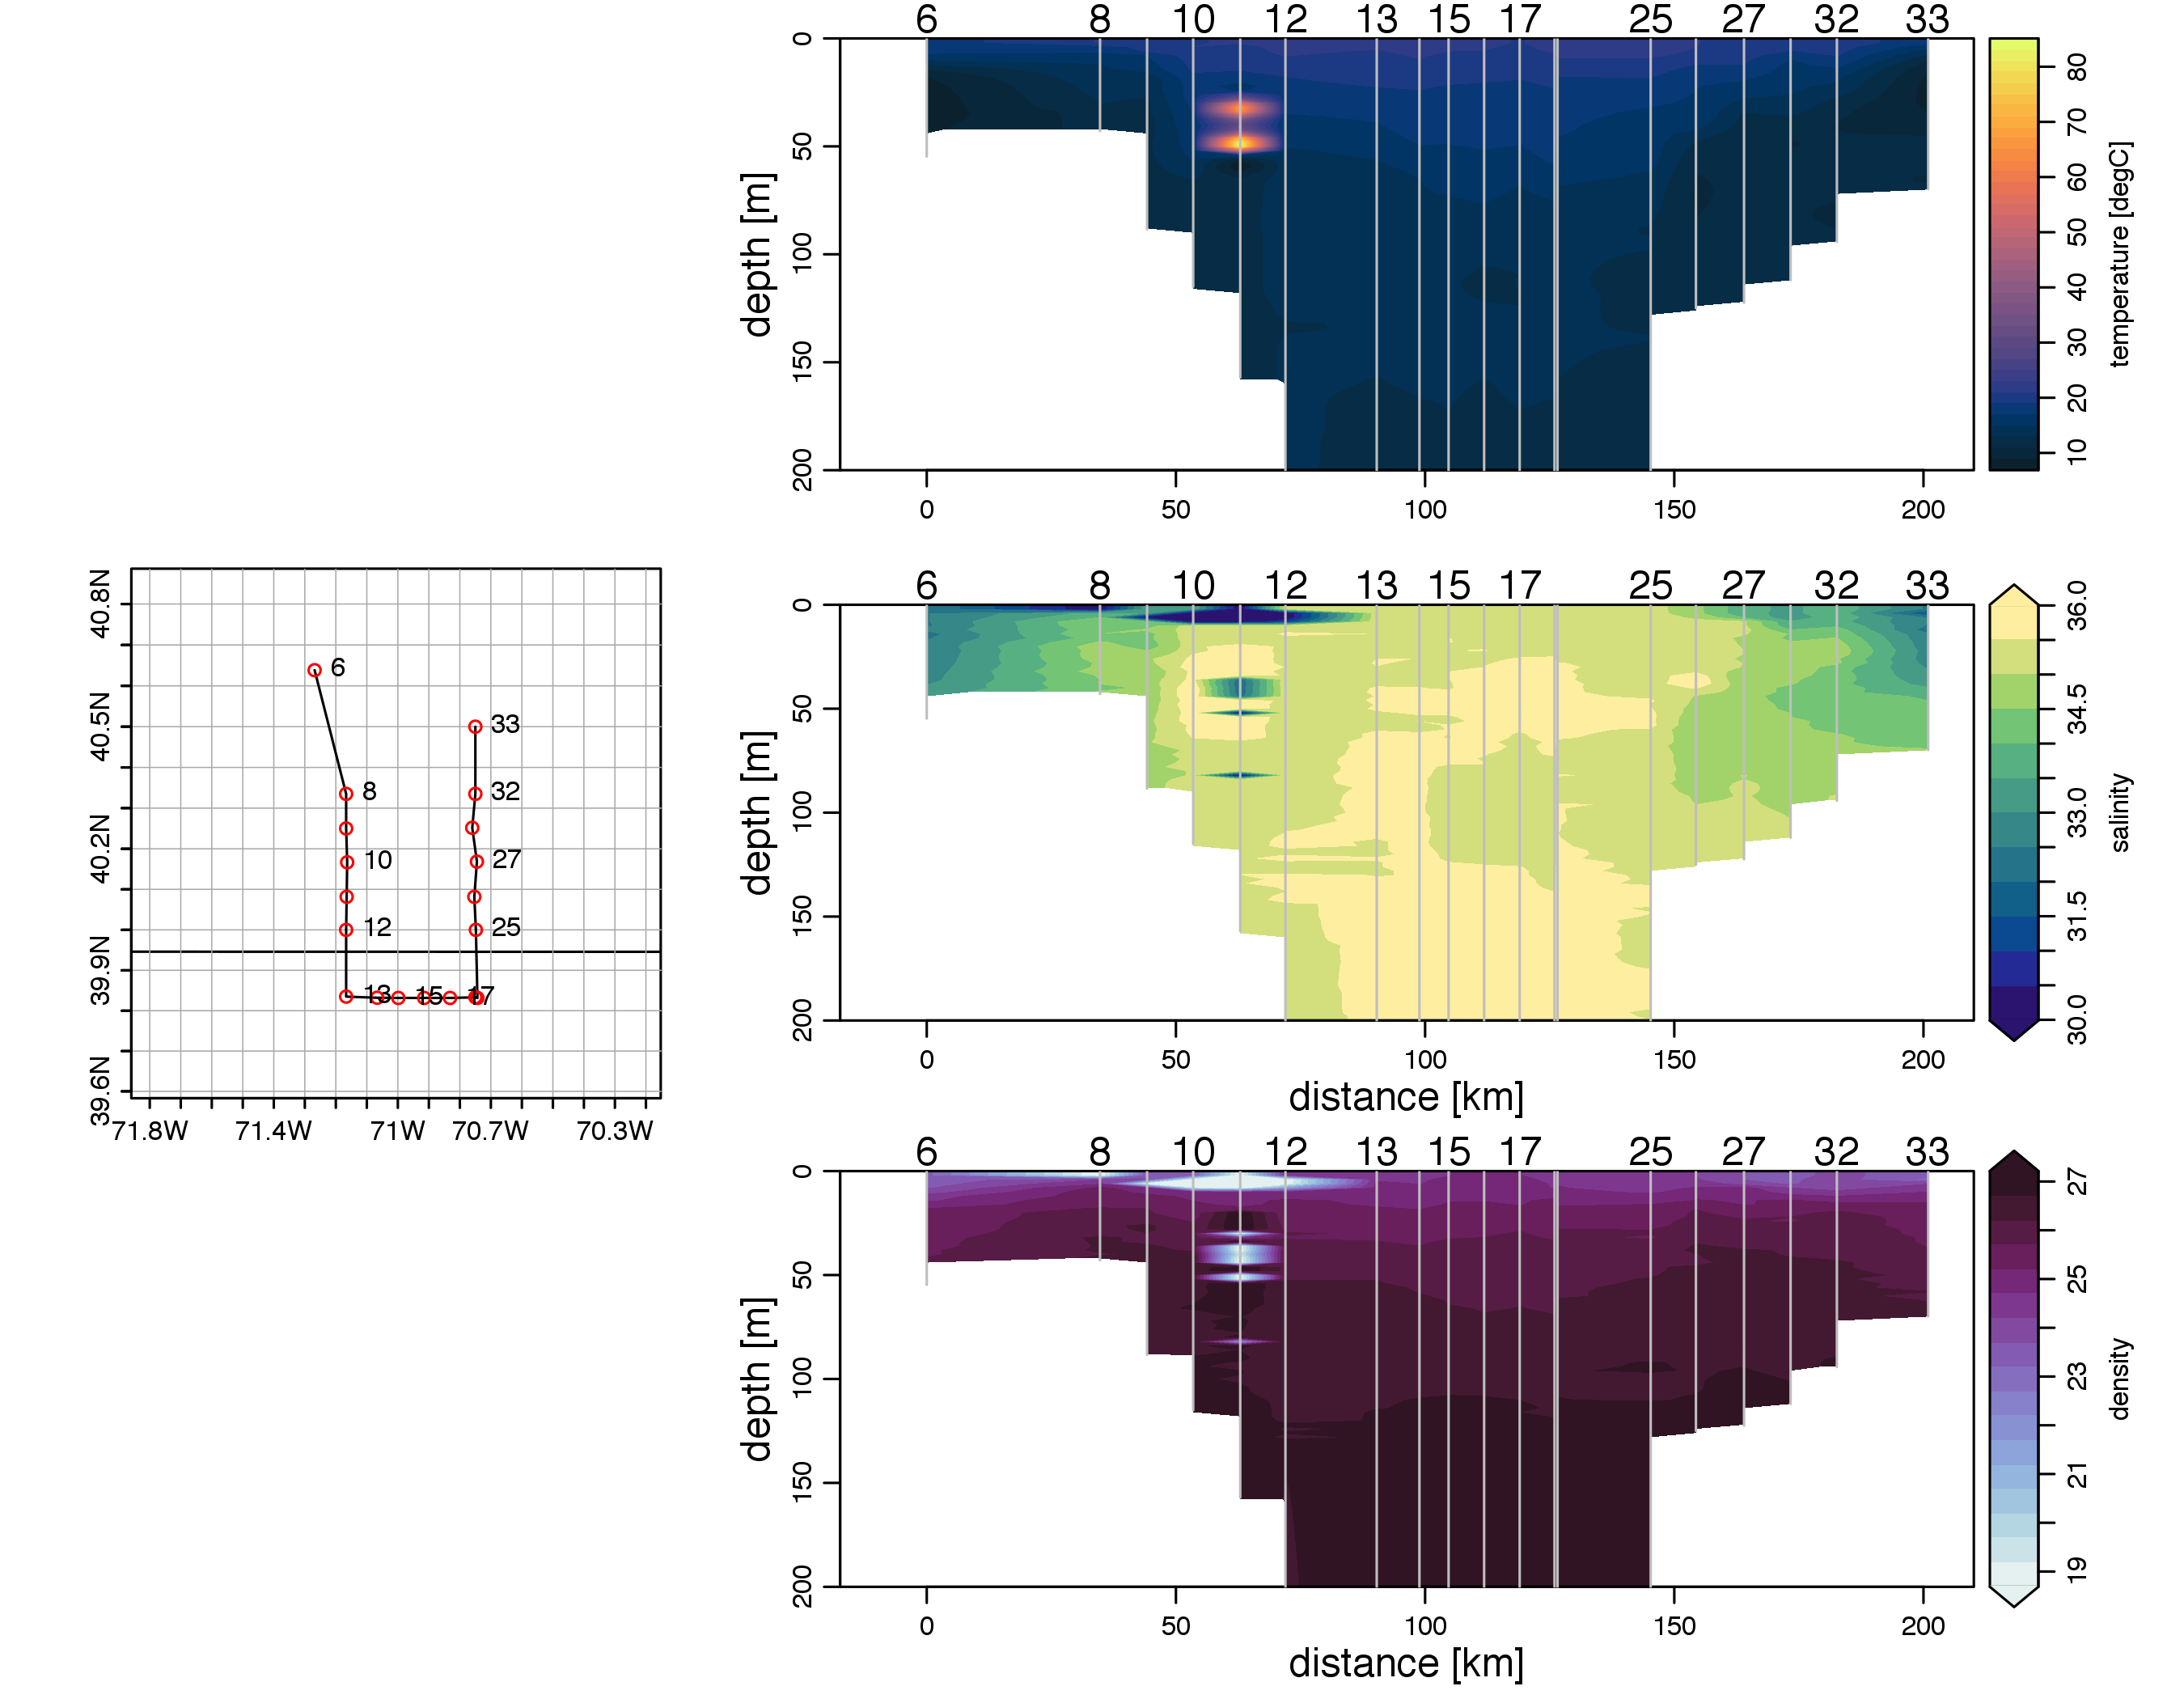 6 8 10 12 13 15 17 25 27 32 33
0
50
100
150
200
depth [m]
0 50 100 150 200
10 20 30 40 50 60 70 80
temperature [degC]
40.8N
40.5N
40.2N
39.9N
39.6N
6
33
8
32
10
27
12
25
13 15 17
71.8W 71.4W 71W 70.7W 70.3W
6 8 10 12 13 15 17 25 27 32 33
0
50
100
150
200
depth [m]
0 50 100 150 200
distance [km]
30.0 31.5 33.0 34.5 36.0
salinity
6 8 10 12 13 15 17 25 27 32 33
0
50
100
150
200
depth [m]
0 50 100 150 200
distance [km]
19 21 23 25 27
density